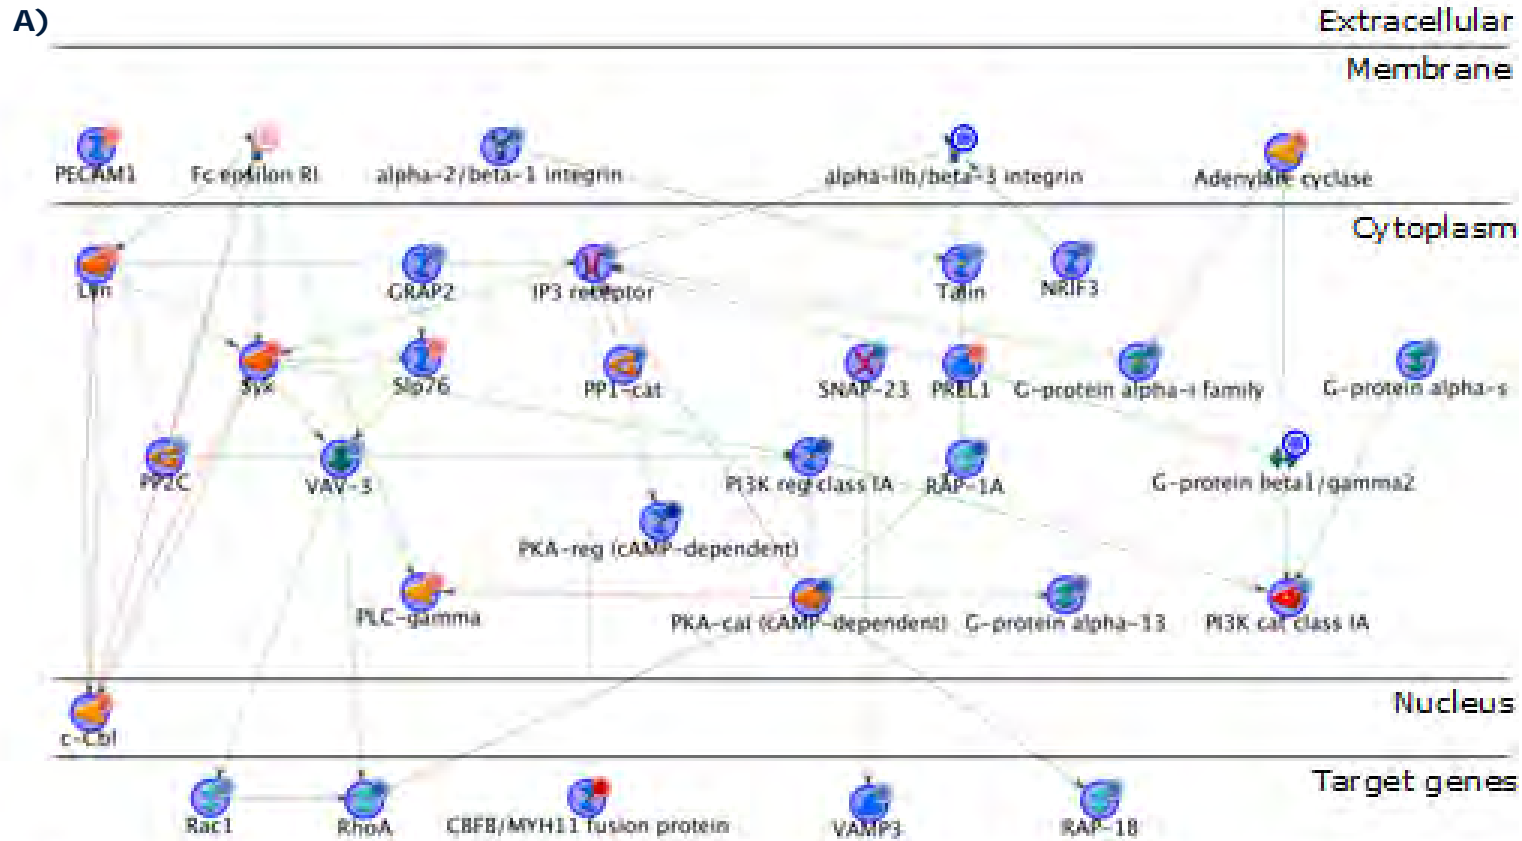 A)
Extracellular
Membrane
PECAM1 Fc epsilon RI alpha-2/beta-1 integrin alpha-IIb/beta-3 integrin Adenylate cyclase
Cytoplasm
Lyn GRAP2 IP3 receptor Talin NRIF3
Syk Slp76 PP1-cat SNAP-23 PREL1 G-protein alpha-i family G-protein alpha-s
PP2C VAV-3 PI3K reg class IA RAP-1A G-protein beta1/gamma2
PKA-reg (cAMP-dependent)
PLC-gamma PKA-cat (cAMP-dependent) G-protein alpha-13 PI3K cat class IA
Nucleus
c-Cbl
Target genes
Rac1 RhoA CBFB/MYH11 fusion protein VAMP3 RAP-1B